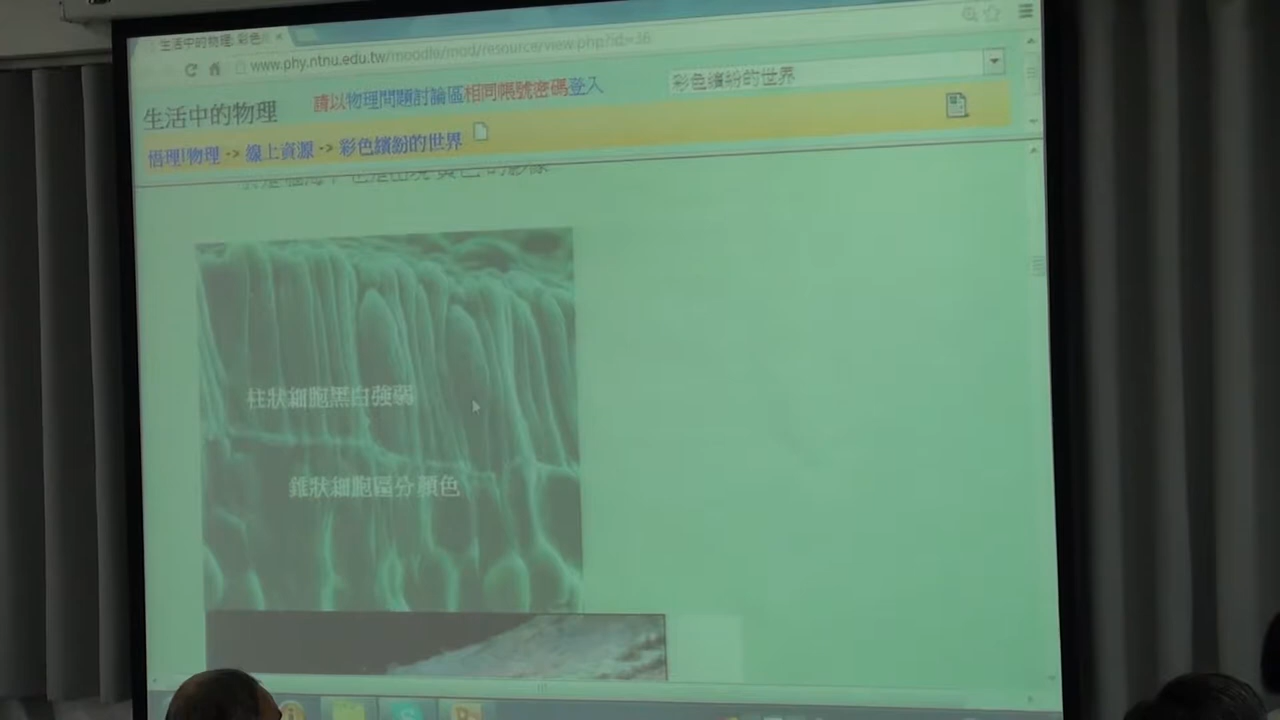 生活中的物理: 彩色
www.phy.ntnu.edu.tw/moodle/mod/resource/view.php?id=36
生活中的物理
請以物理問題討論區相同帳號密碼登入
彩色繽紛的世界
悟理!物理 -> 線上資源 -> 彩色繽紛的世界
柱狀細胞黑白強弱
錐狀細胞區分顏色